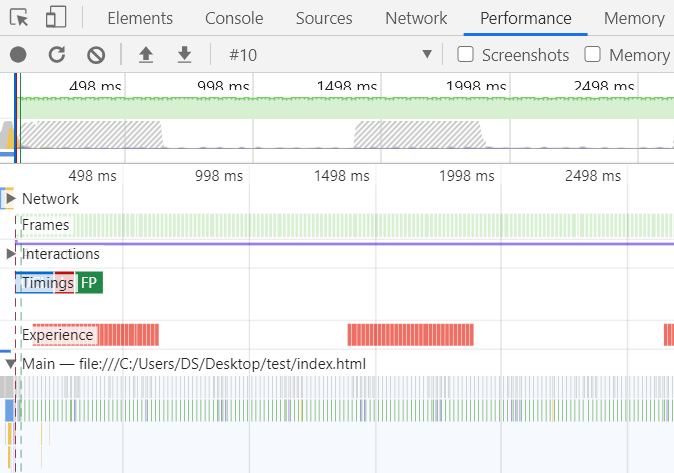 Elements Console Sources Network Performance Memory
#10 Screenshots Memory
498 ms 998 ms 1498 ms 1998 ms 2498 ms
498 ms 998 ms 1498 ms 1998 ms 2498 ms
Network
Frames
Interactions
Timings FP
Experience
Main — file:///C:/Users/DS/Desktop/test/index.html